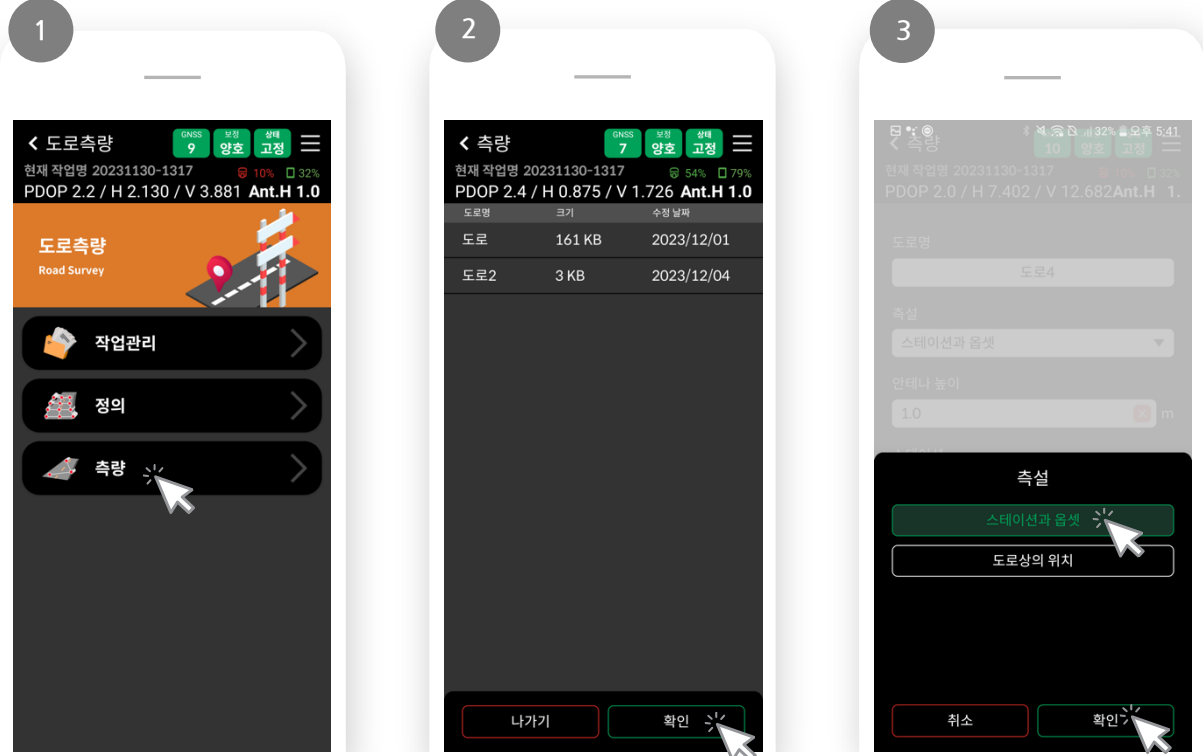 1
도로측량
GNSS
9
보정
양호
상태
고정
현재 작업명 20231130-1317
10%
32%
PDOP 2.2 / H 2.130 / V 3.881 Ant.H 1.0
도로측량
Road Survey
작업관리
정의
측량
2
측량
GNSS
7
보정
양호
상태
고정
현재 작업명 20231130-1317
54%
79%
PDOP 2.4 / H 0.875 / V 1.726 Ant.H 1.0
도로명 크기 수정 날짜
도로 161 KB 2023/12/01
도로2 3 KB 2023/12/04
나가기
확인
3
32% 오후 5:41
측량
10
양호
고정
현재 작업명 20231130-1317
10%
32%
PDOP 2.0 / H 7.402 / V 12.682 Ant.H 1.
도로명
도로4
측설
스테이션과 옵셋
안테나 높이
1.0
m
측설
스테이션과 옵셋
도로상의 위치
취소
확인